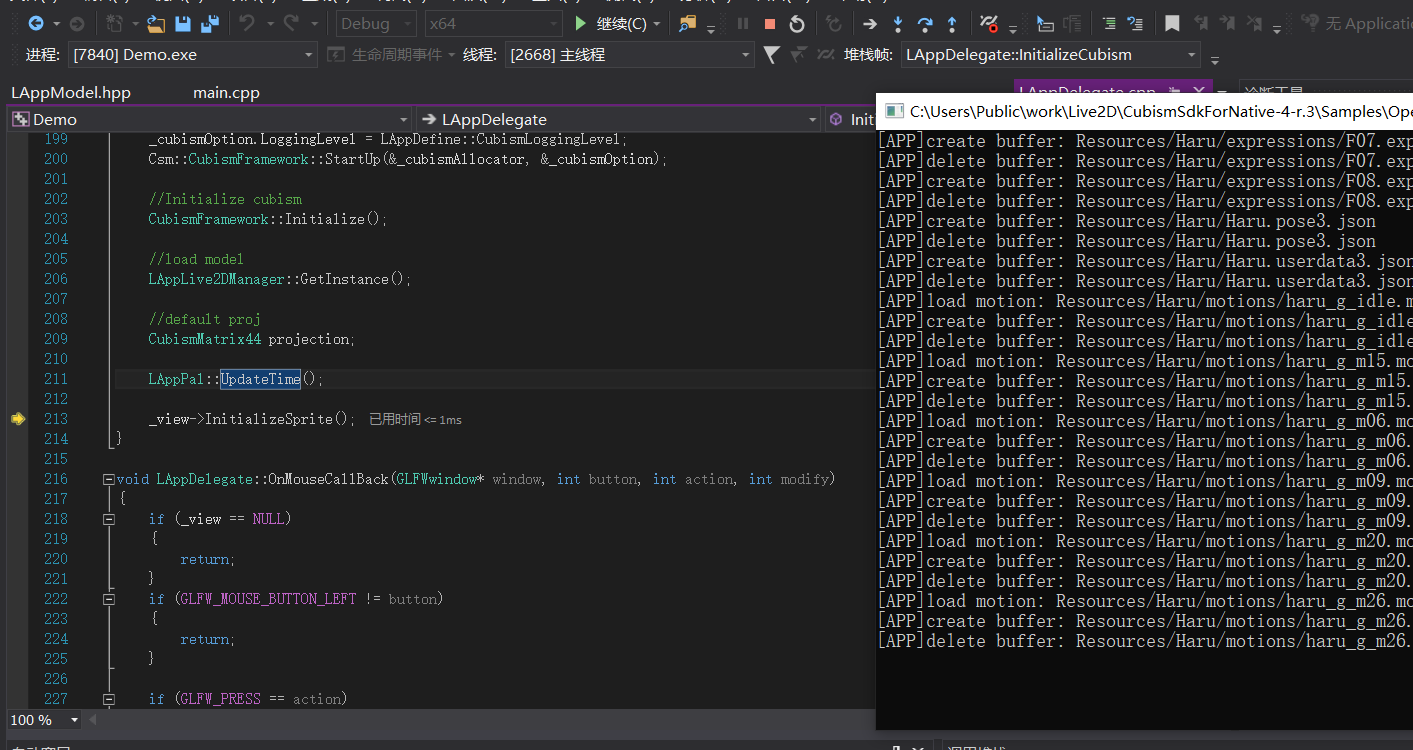 Debug
x64
继续(C)
无 Applicati
进程:
[7840] Demo.exe
生命周期事件
线程:
[2668] 主线程
堆栈帧:
LAppDelegate::InitializeCubism
LAppModel.hpp
main.cpp
LAppDelegate.cpp
诊断工具
Demo
LAppDelegate
Init
199 _cubismOption.LoggingLevel = LAppDefine::CubismLoggingLevel;
200 Csm::CubismFramework::StartUp(&_cubismAllocator, &_cubismOption);
201
202 //Initialize cubism
203 CubismFramework::Initialize();
204
205 //load model
206 LAppLive2DManager::GetInstance();
207
208 //default proj
209 CubismMatrix44 projection;
210
211 LAppPal::UpdateTime();
212
213 _view->InitializeSprite(); 已用时间 <= 1ms
214 }
215
216 void LAppDelegate::OnMouseCallBack(GLFWwindow* window, int button, int action, int modify)
217 {
218 if (_view == NULL)
219 {
220 return;
221 }
222 if (GLFW_MOUSE_BUTTON_LEFT != button)
223 {
224 return;
225 }
226
227 if (GLFW_PRESS == action)
100 %
C:\Users\Public\work\Live2D\CubismSdkForNative-4-r.3\Samples\Ope
[APP]create buffer: Resources/Haru/expressions/F07.exp
[APP]delete buffer: Resources/Haru/expressions/F07.exp
[APP]create buffer: Resources/Haru/expressions/F08.exp
[APP]delete buffer: Resources/Haru/expressions/F08.exp
[APP]create buffer: Resources/Haru/Haru.pose3.json
[APP]delete buffer: Resources/Haru/Haru.pose3.json
[APP]create buffer: Resources/Haru/Haru.userdata3.json
[APP]delete buffer: Resources/Haru/Haru.userdata3.json
[APP]load motion: Resources/Haru/motions/haru_g_idle.m
[APP]create buffer: Resources/Haru/motions/haru_g_idle
[APP]delete buffer: Resources/Haru/motions/haru_g_idle
[APP]load motion: Resources/Haru/motions/haru_g_m15.mo
[APP]create buffer: Resources/Haru/motions/haru_g_m15.
[APP]delete buffer: Resources/Haru/motions/haru_g_m15.
[APP]load motion: Resources/Haru/motions/haru_g_m06.mo
[APP]create buffer: Resources/Haru/motions/haru_g_m06.
[APP]delete buffer: Resources/Haru/motions/haru_g_m06.
[APP]load motion: Resources/Haru/motions/haru_g_m09.mo
[APP]create buffer: Resources/Haru/motions/haru_g_m09.
[APP]delete buffer: Resources/Haru/motions/haru_g_m09.
[APP]load motion: Resources/Haru/motions/haru_g_m20.mo
[APP]create buffer: Resources/Haru/motions/haru_g_m20.
[APP]delete buffer: Resources/Haru/motions/haru_g_m20.
[APP]load motion: Resources/Haru/motions/haru_g_m26.mo
[APP]create buffer: Resources/Haru/motions/haru_g_m26.
[APP]delete buffer: Resources/Haru/motions/haru_g_m26.